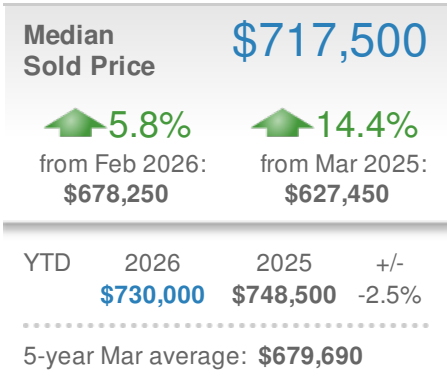 Median $717,500
Sold Price
5.8% 14.4%
from Feb 2026: from Mar 2025:
$678,250 $627,450
YTD 2026 2025 +/-
$730,000 $748,500 -2.5%
5-year Mar average: $679,690